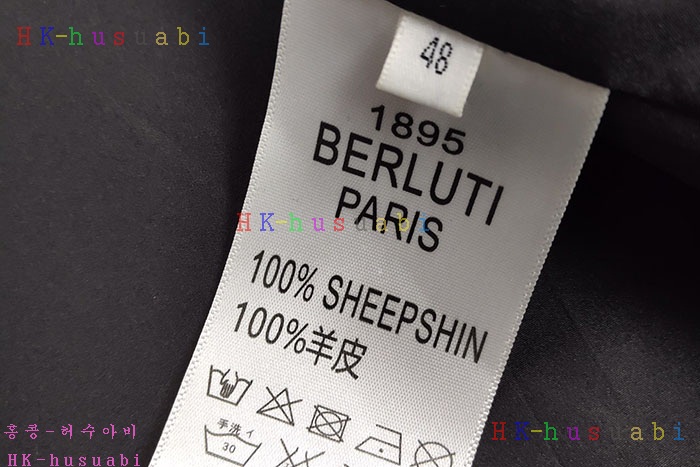 HK-husuabi
48
1895
BERLUTI
PARIS
HK-husuabi
100% SHEEPSHIN
100%羊皮
手洗イ
30
홍콩-허수아비
HK-husuabi
HK-husuabi